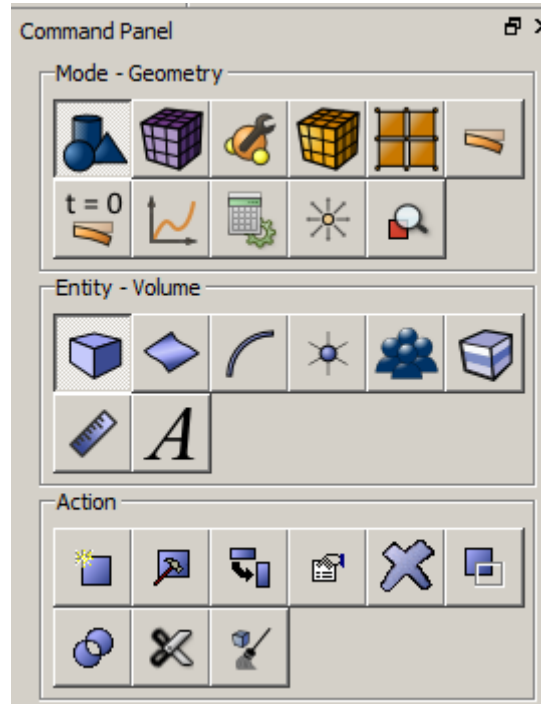 Command Panel
Mode - Geometry
t = 0
Entity - Volume
A
Action